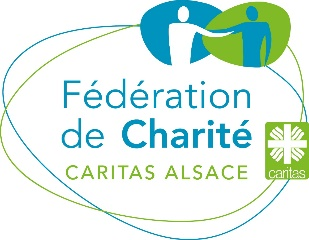 Fédération
de Charité
CARITAS ALSACE
caritas